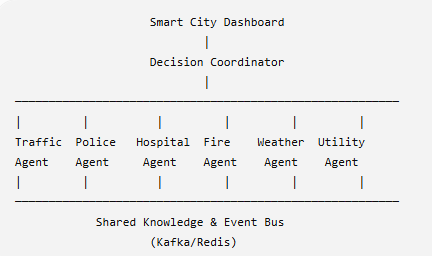 Smart City Dashboard
Decision Coordinator
Traffic Police Hospital Fire Weather Utility
Agent Agent Agent Agent Agent Agent
Shared Knowledge & Event Bus
(Kafka/Redis)